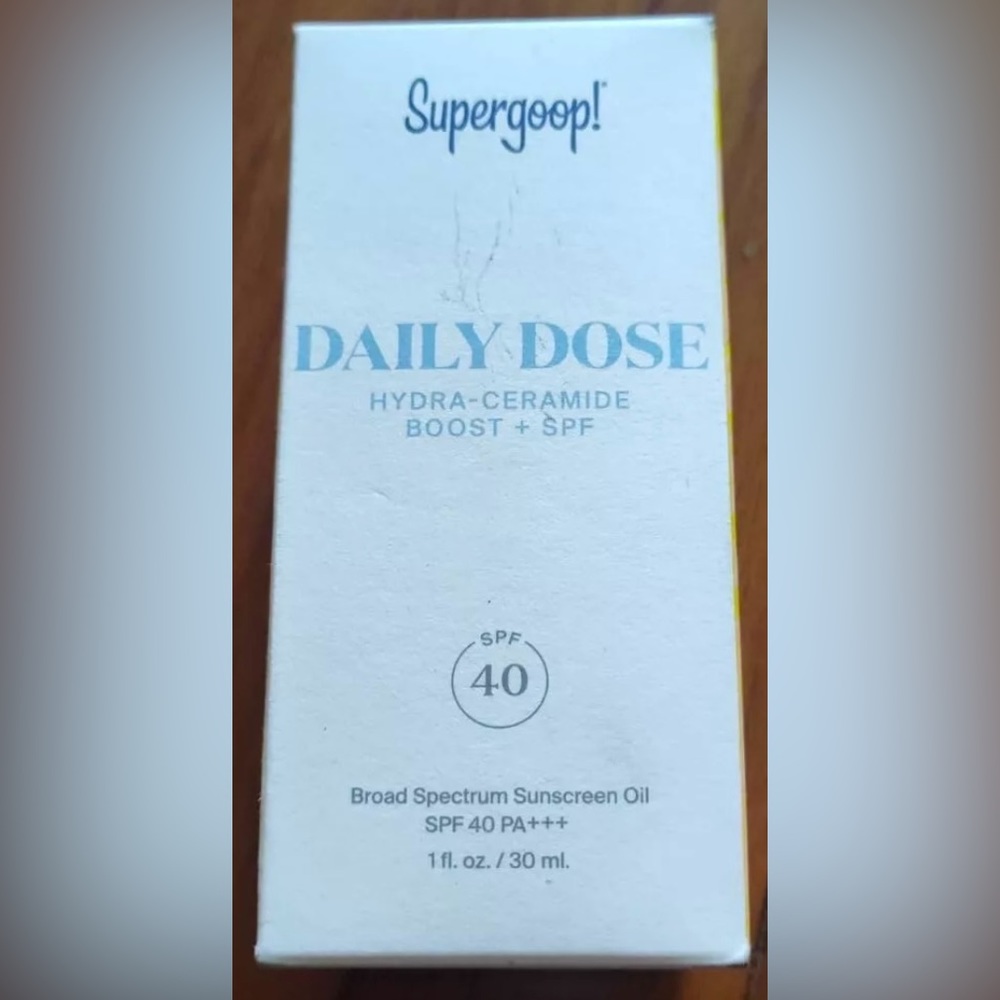 Supergoop!
DAILY DOSE
HYDRA-CERAMIDE
BOOST + SPF
SPF
40
Broad Spectrum Sunscreen Oil
SPF 40 PA+++
1 fl. oz. / 30 ml.